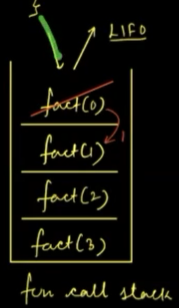 LIFO
fact(0)
1
fact(1)
fact(2)
fact(3)
fun call stack